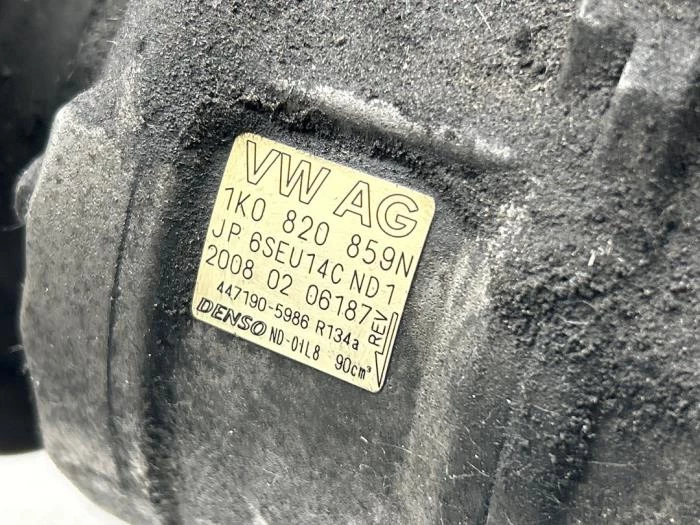 VW AG
1K0 820 859N
JP 6SEU14C ND1
2008 02 06187
447190-5986 R134a
DENSO ND-OIL8 90cm³
REV